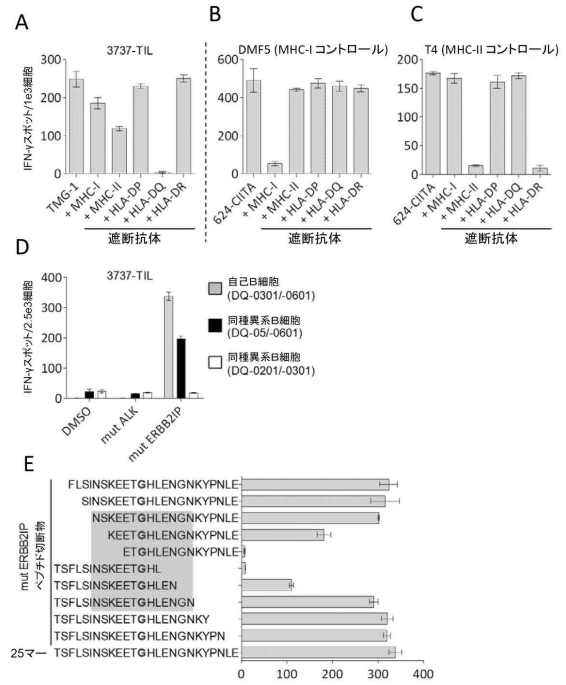 A
3737-TIL
IFN-γスポット/1e3細胞
300
200
100
0
TMG-1
+ MHC-I
+ MHC-II
+ HLA-DP
+ HLA-DQ
+ HLA-DR
遮断抗体
B
DMF5 (MHC-I コントロール)
600
400
200
0
624-CIITA
+ MHC-I
+ MHC-II
+ HLA-DP
+ HLA-DQ
+ HLA-DR
遮断抗体
C
T4 (MHC-II コントロール)
200
150
100
50
0
624-CIITA
+ MHC-I
+ MHC-II
+ HLA-DP
+ HLA-DQ
+ HLA-DR
遮断抗体
D
3737-TIL
IFN-γスポット/2.5e3細胞
400
300
200
100
0
DMSO
mut ALK
mut ERBB2IP
自己B細胞
(DQ-0301/-0601)
同種異系B細胞
(DQ-05/-0601)
同種異系B細胞
(DQ-0201/-0301)
E
mut ERBB2IP
ペプチド切断物
FLSINSKEETGHLENGNKYPNLE
SINSKEETGHLENGNKYPNLE
NSKEETGHLENGNKYPNLE
KEETGHLENGNKYPNLE
ETGHLENGNKYPNLE
TSFLSINSKEETGHL
TSFLSINSKEETGHLEN
TSFLSINSKEETGHLENGN
TSFLSINSKEETGHLENGNKY
TSFLSINSKEETGHLENGNKYPN
25マー TSFLSINSKEETGHLENGNKYPNLE
0
100
200
300
400